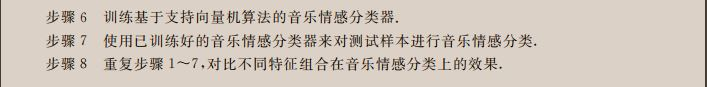 步骤 6 训练基于支持向量机算法的音乐情感分类器.
步骤 7 使用已训练好的音乐情感分类器来对测试样本进行音乐情感分类.
步骤 8 重复步骤 1～7,对比不同特征组合在音乐情感分类上的效果.